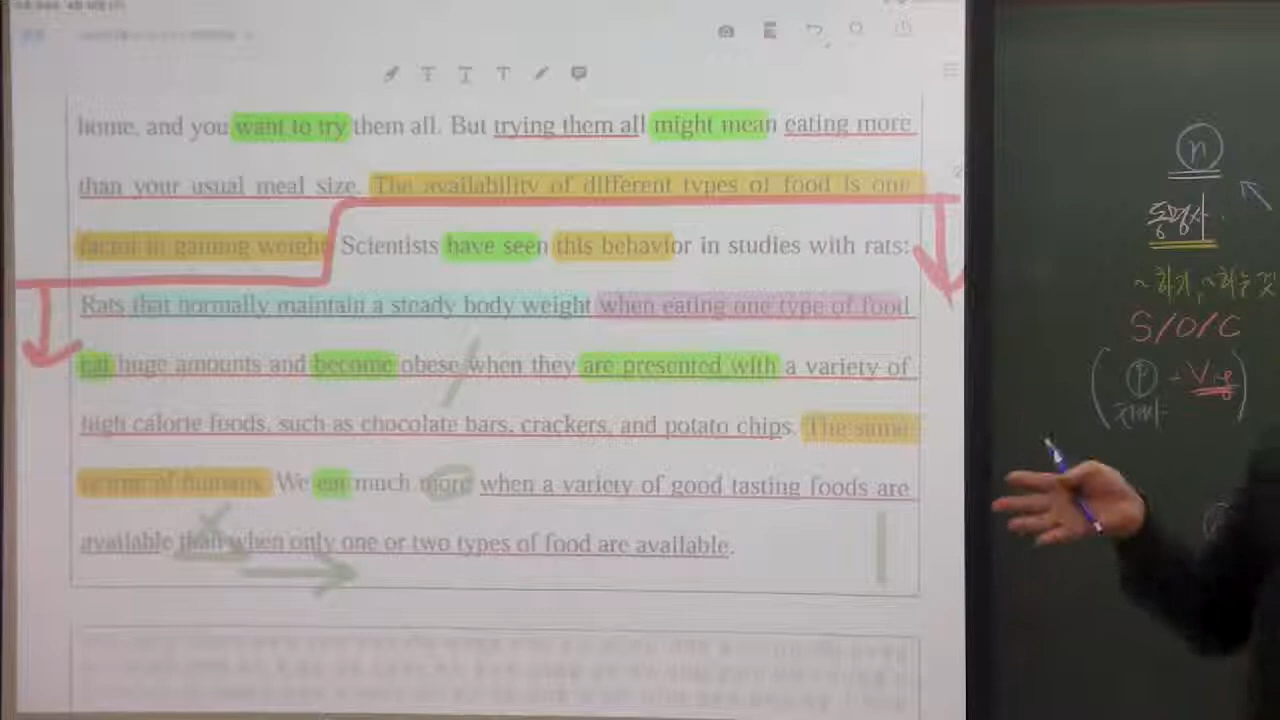 home, and you want to try them all. But trying them all might mean eating more
than your usual meal size. The availability of different types of food is one
factor in gaining weight. Scientists have seen this behavior in studies with rats:
Rats that normally maintain a steady body weight when eating one type of food
eat huge amounts and become obese when they are presented with a variety of
high calorie foods, such as chocolate bars, crackers, and potato chips. The same
is true of humans. We eat much more when a variety of good tasting foods are
available than when only one or two types of food are available.
n
동명사
~하기, ~하는 것
S/O/C
전치사